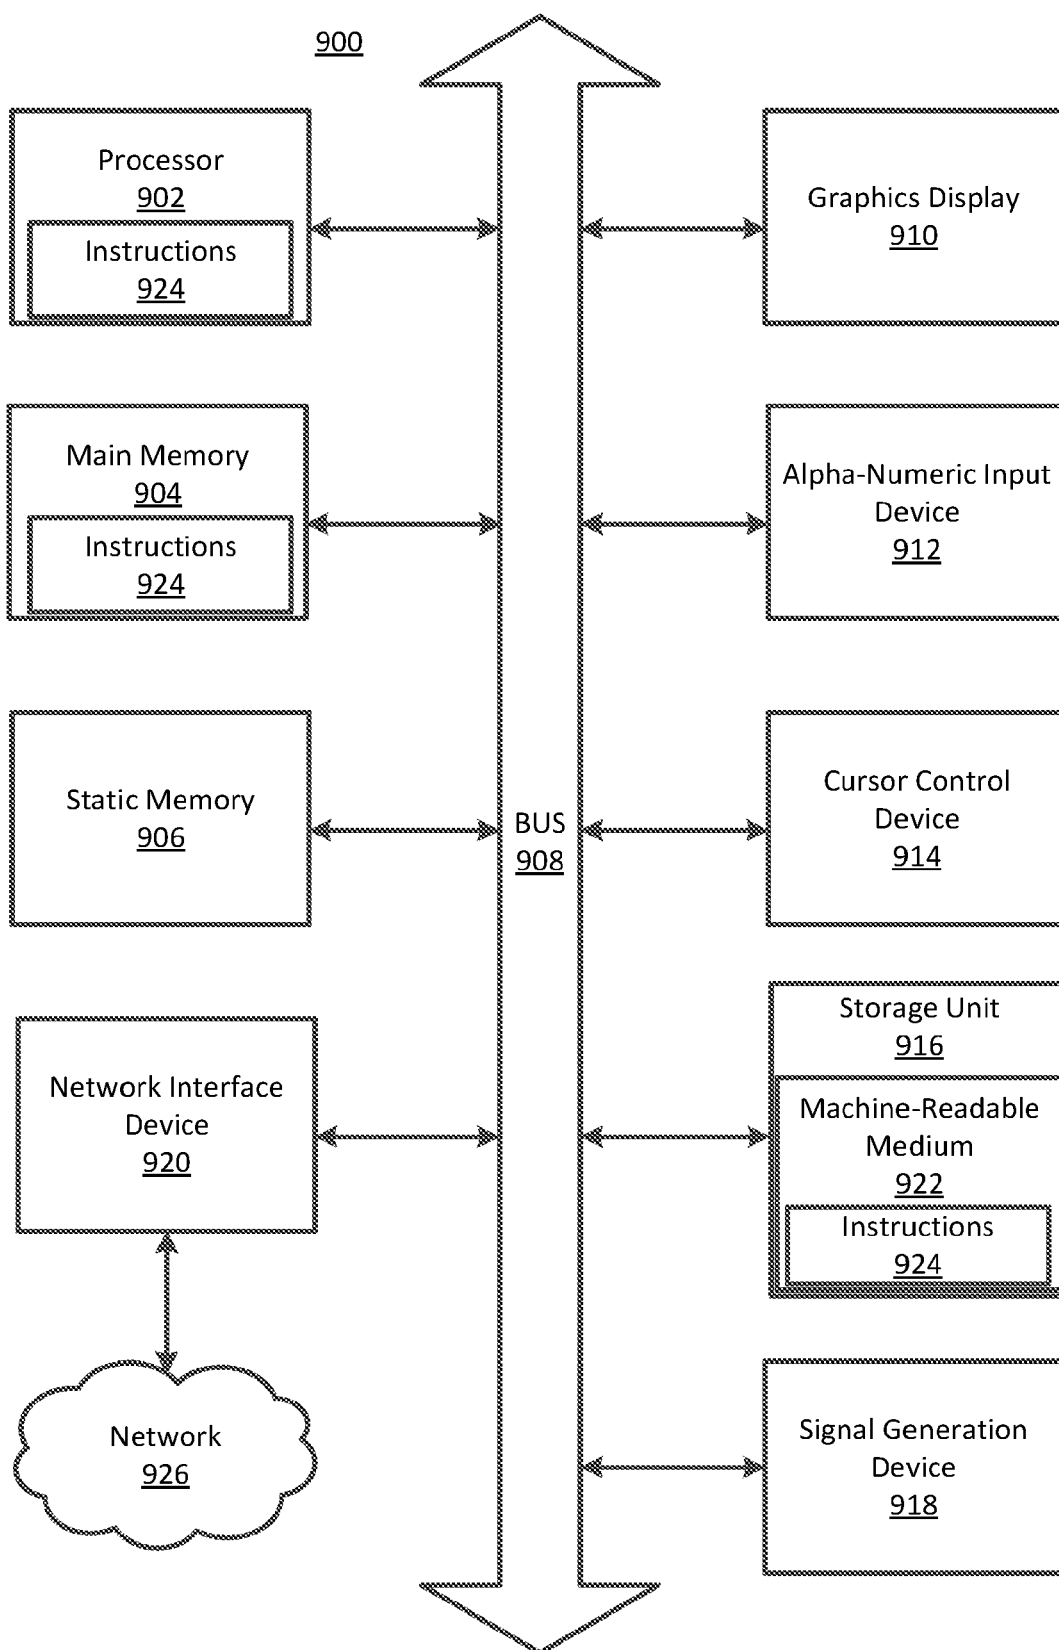 900
Processor
902
Instructions
924
Main Memory
904
Instructions
924
Static Memory
906
Network Interface
Device
920
Network
926
BUS
908
Graphics Display
910
Alpha-Numeric Input
Device
912
Cursor Control
Device
914
Storage Unit
916
Machine-Readable
Medium
922
Instructions
924
Signal Generation
Device
918